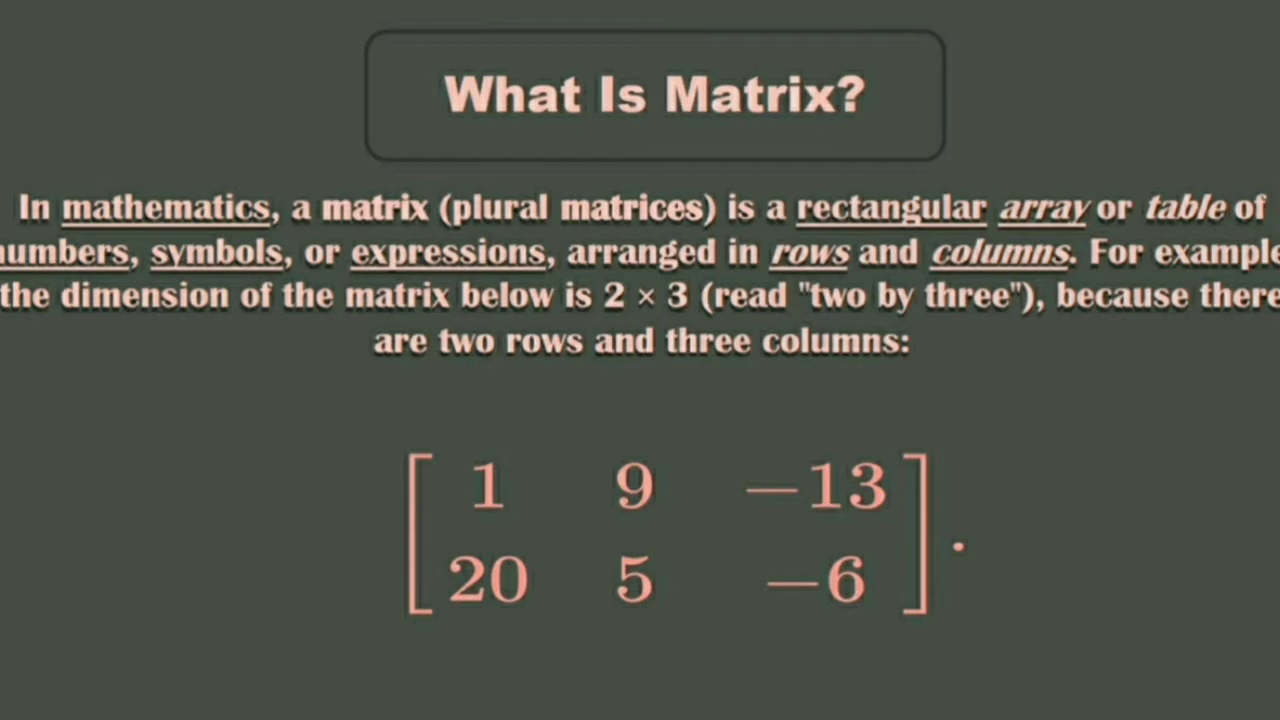 What Is Matrix?
In mathematics, a matrix (plural matrices) is a rectangular array or table of
numbers, symbols, or expressions, arranged in rows and columns. For example
the dimension of the matrix below is 2 × 3 (read "two by three"), because there
are two rows and three columns:
1 9 −13
20 5 −6 .